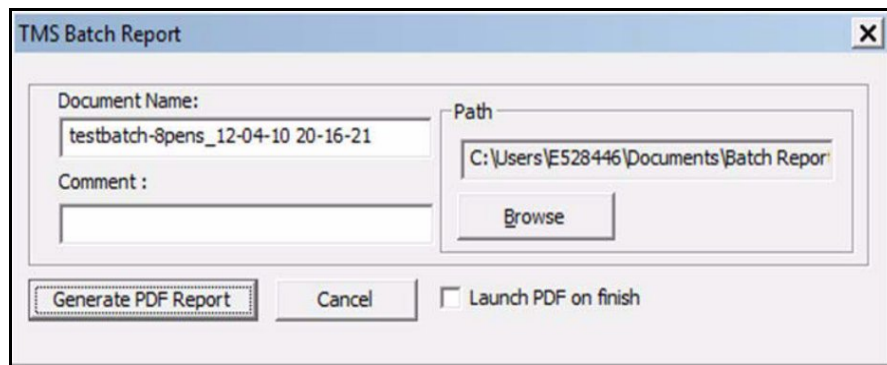 TMS Batch Report
Document Name:
testbatch-8pens_12-04-10 20-16-21
Comment :
Path
C:\Users\E528446\Documents\Batch Repor
Browse
Generate PDF Report
Cancel
Launch PDF on finish